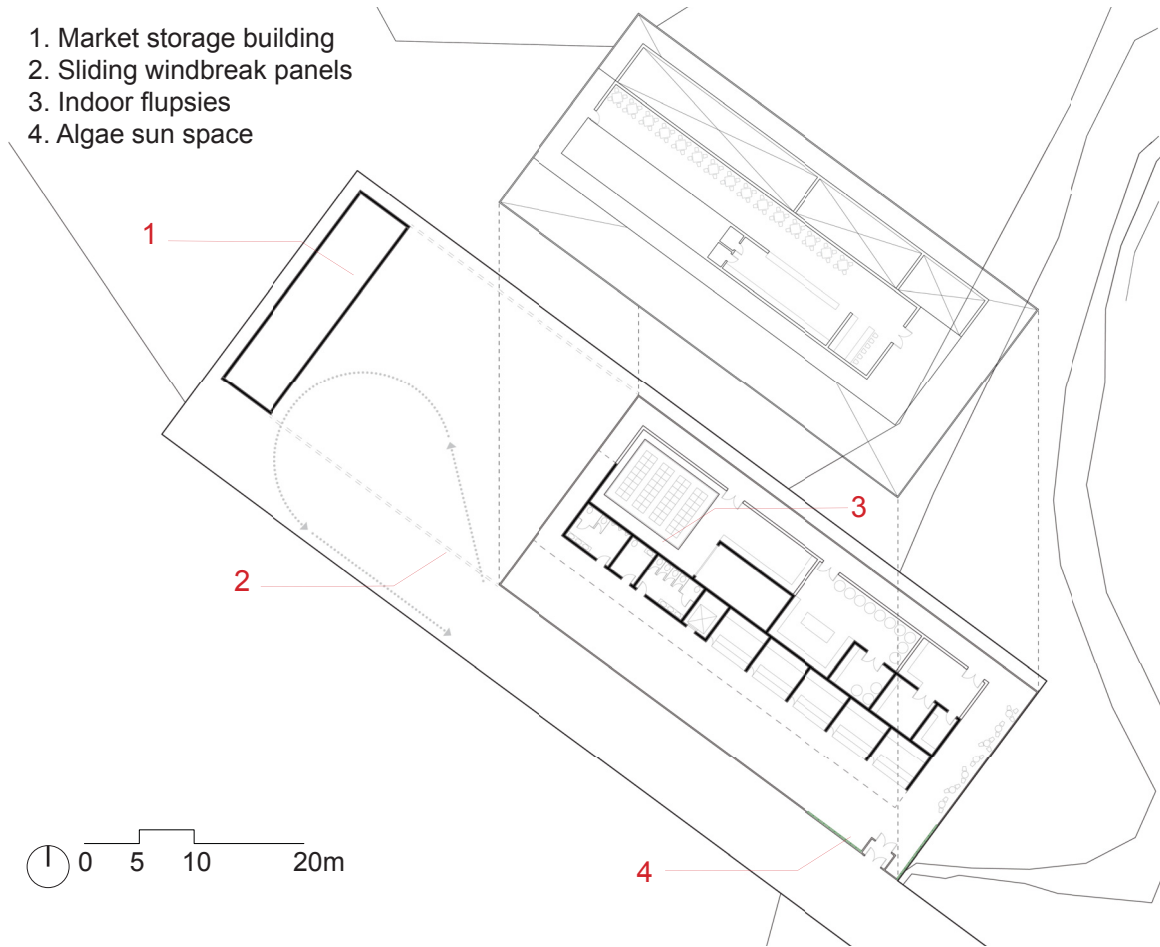 1. Market storage building
2. Sliding windbreak panels
3. Indoor flupsies
4. Algae sun space
1
3
2
4
0 5 10 20m